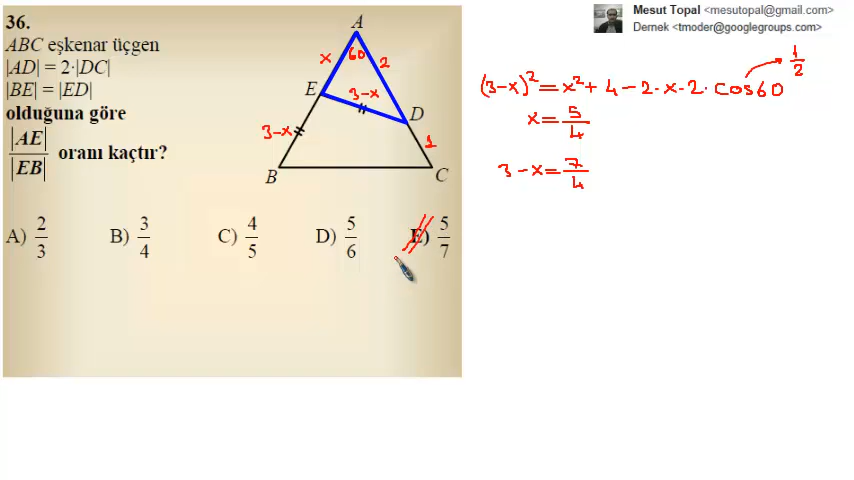 Mesut Topal <mesutopal@gmail.com>
Dernek <tmoder@googlegroups.com>
36.
ABC eşkenar üçgen
|AD| = 2·|DC|
|BE| = |ED|
olduğuna göre
|AE|
|EB| oranı kaçtır?
A
x
60
2
E
3-x
D
3-x
1
B
C
A) 2/3
B) 3/4
C) 4/5
D) 5/6
E) 5/7
(3-x)² = x² + 4 - 2·x·2·cos60
1/2
x = 5/4
3-x = 7/4